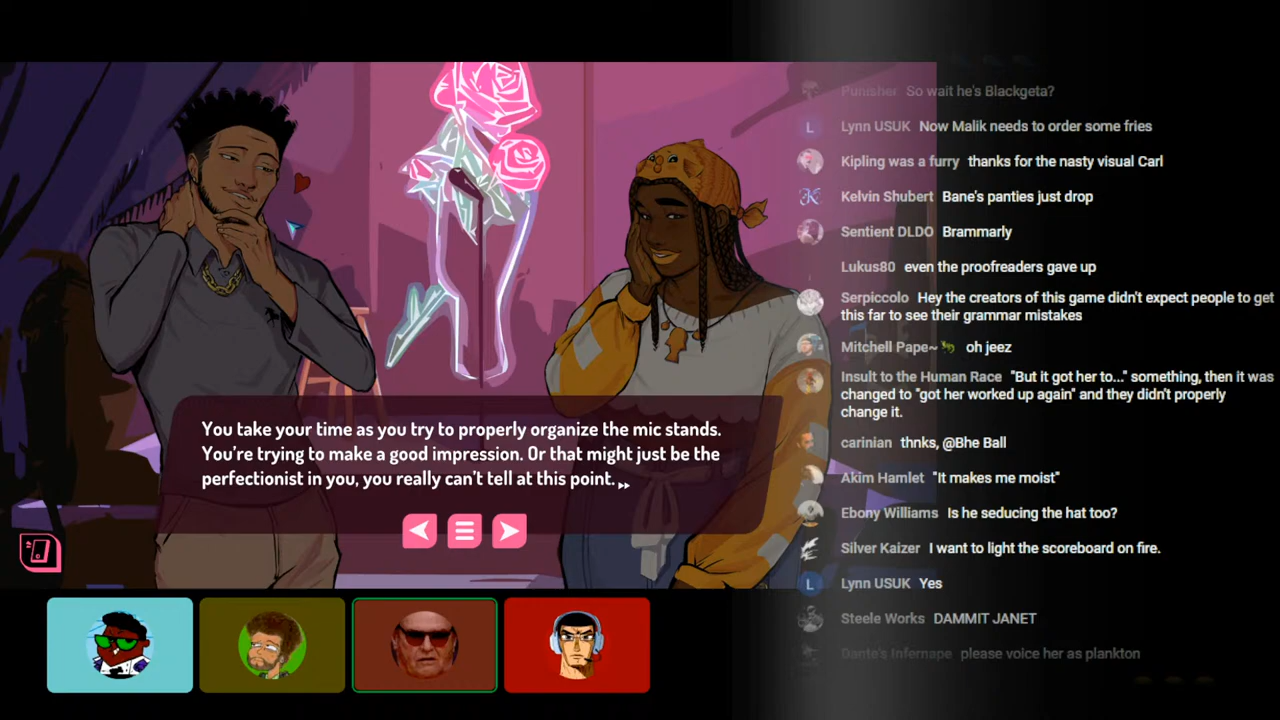 You take your time as you try to properly organize the mic stands.
You're trying to make a good impression. Or that might just be the
perfectionist in you, you really can't tell at this point.
Punisher So wait he's Blackgeta?
L Lynn USUK Now Malik needs to order some fries
Kipling was a furry thanks for the nasty visual Carl
Kelvin Shubert Bane's panties just drop
Sentient DLDO Brammarly
Lukus80 even the proofreaders gave up
Serpiccolo Hey the creators of this game didn't expect people to get
this far to see their grammar mistakes
Mitchell Pape~ oh jeez
Insult to the Human Race "But it got her to..." something, then it was
changed to "got her worked up again" and they didn't properly
change it.
carinian thnks, @Bhe Ball
Akim Hamlet "It makes me moist"
Ebony Williams Is he seducing the hat too?
Silver Kaizer I want to light the scoreboard on fire.
L Lynn USUK Yes
Steele Works DAMMIT JANET
Dante's Infernape please voice her as plankton